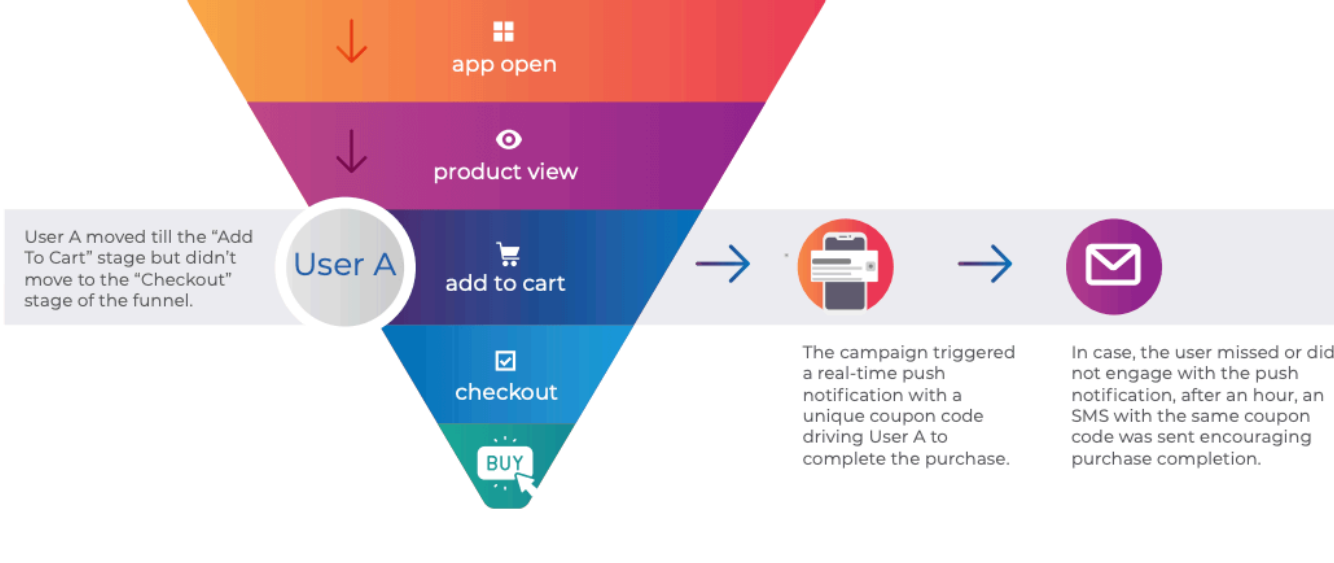 app open
product view
User A moved till the “Add
To Cart” stage but didn’t
move to the “Checkout”
stage of the funnel.
User A
add to cart
checkout
BUY
The campaign triggered
a real-time push
notification with a
unique coupon code
driving User A to
complete the purchase.
In case, the user missed or did
not engage with the push
notification, after an hour, an
SMS with the same coupon
code was sent encouraging
purchase completion.